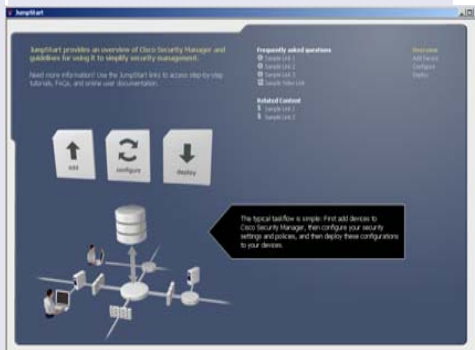 JumpStart
JumpStart provides an overview of Cisco Security Manager and
guidelines for using it to simplify security management.
Need more information? Use the JumpStart links to access step-by-step
tutorials, FAQs, and online user documentation.
Frequently asked questions
Sample Link 1
Sample Link 2
Sample Link 3
Sample Video Link
Related Content
Sample Link 1
Sample Link 2
Add Device
Configure
Deploy
add
configure
deploy
The typical taskflow is simple: First add devices to
Cisco Security Manager, then configure your security
settings and policies, and then deploy these configurations
to your devices.